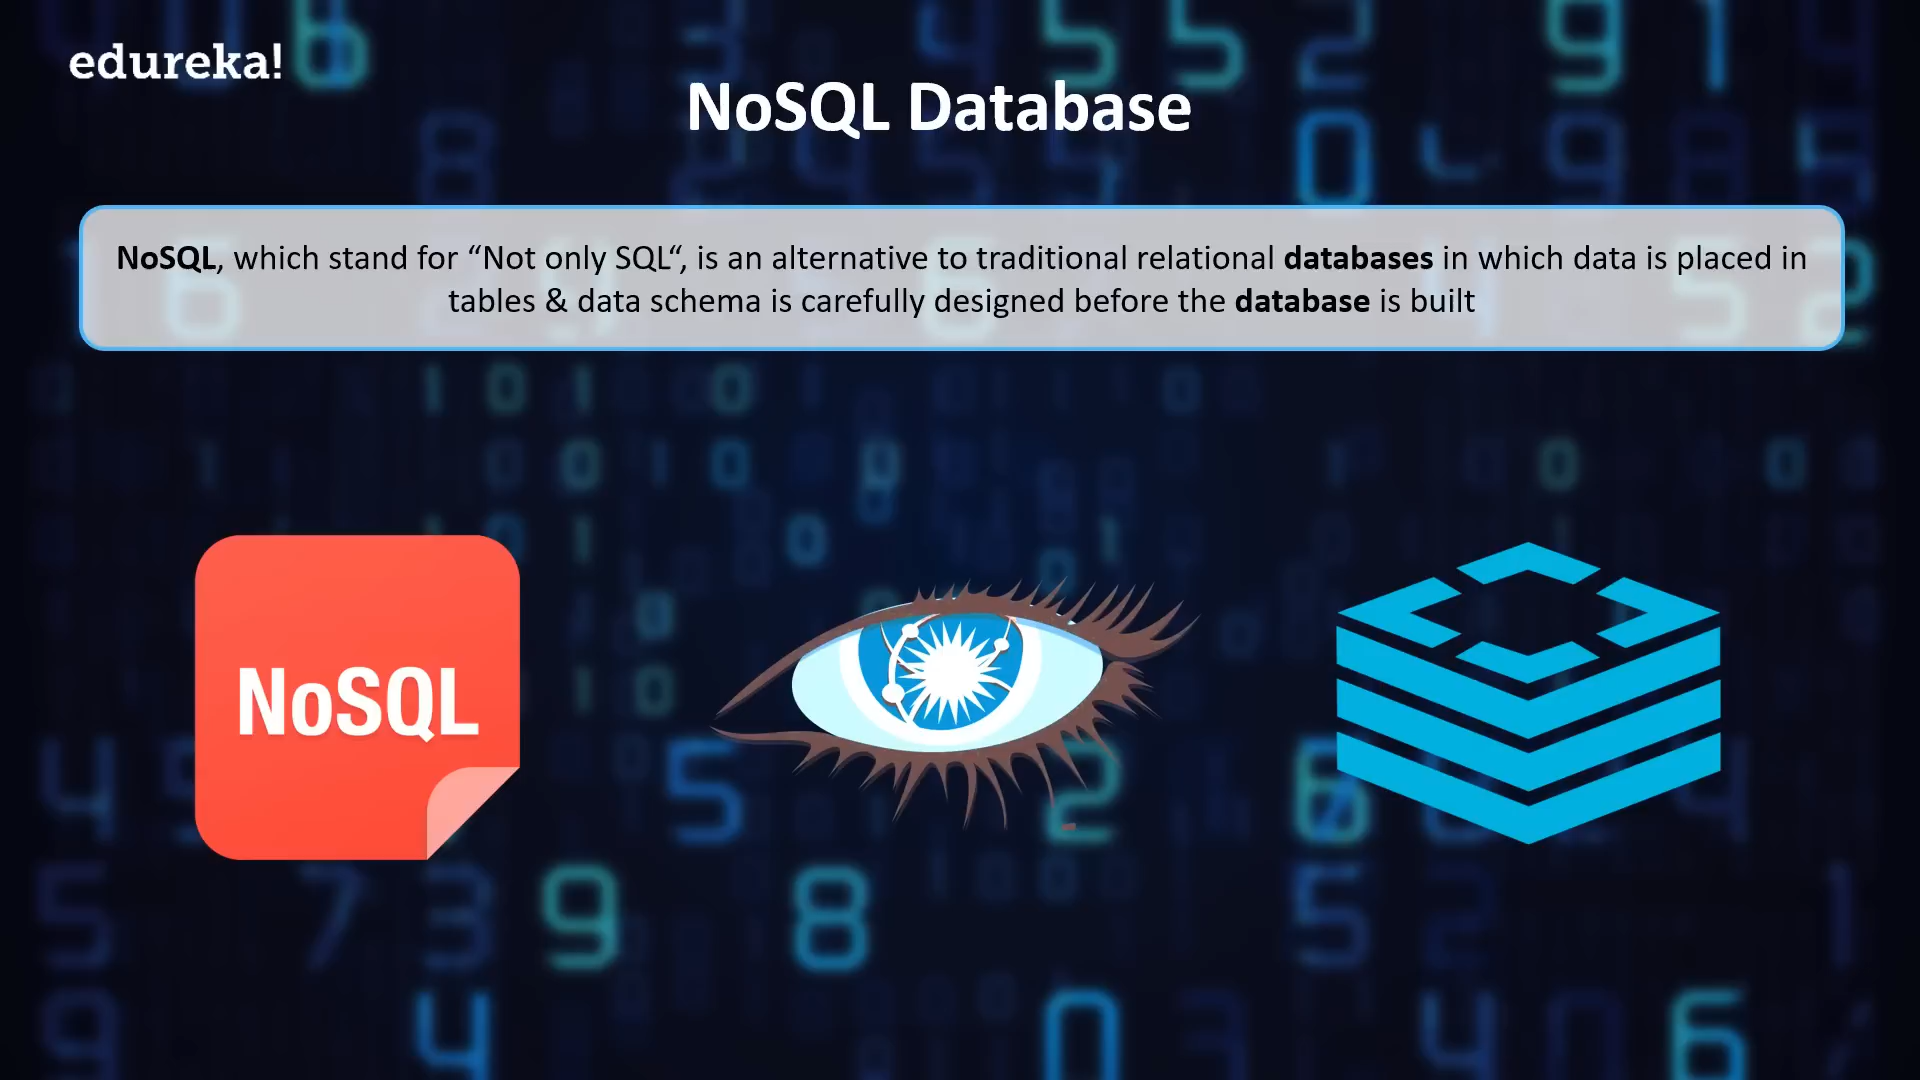 edureka!
NoSQL Database
NoSQL, which stand for “Not only SQL“, is an alternative to traditional relational databases in which data is placed in
tables & data schema is carefully designed before the database is built
NoSQL